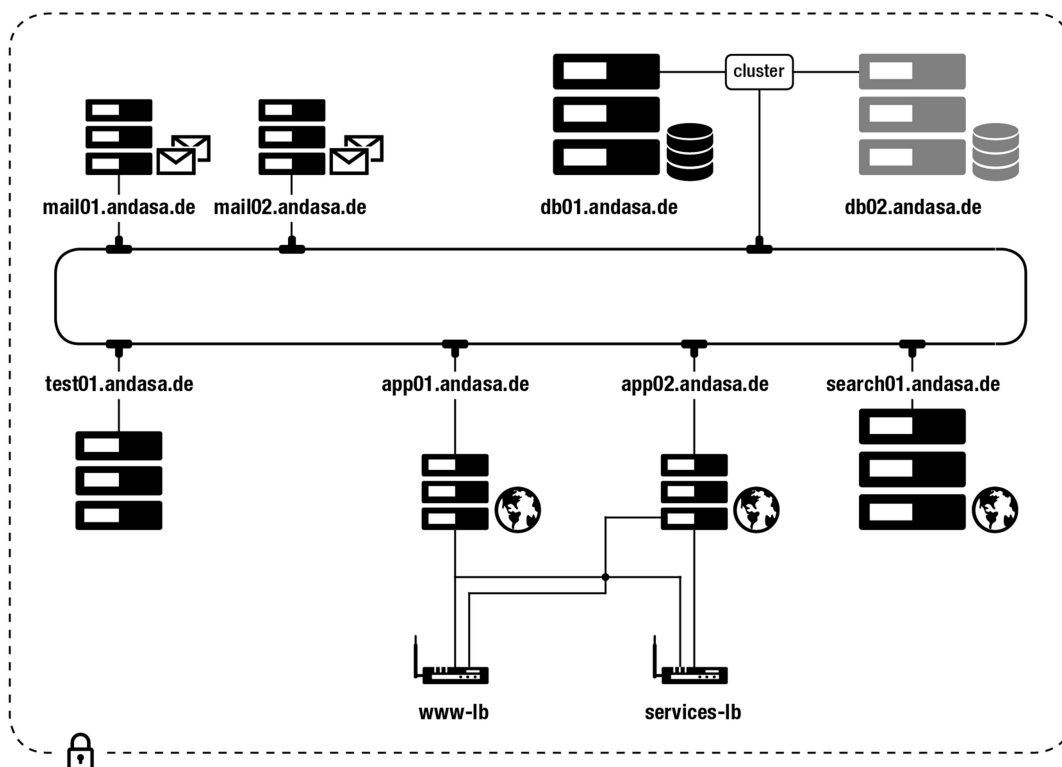 cluster
mail01.andasa.de
mail02.andasa.de
db01.andasa.de
db02.andasa.de
test01.andasa.de
app01.andasa.de
app02.andasa.de
search01.andasa.de
www-lb
services-lb